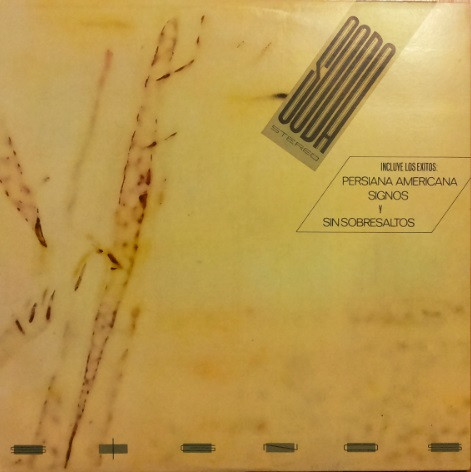 SODA
STEREO
INCLUYE LOS EXITOS:
PERSIANA AMERICANA
SIGNOS
Y
SIN SOBRESALTOS